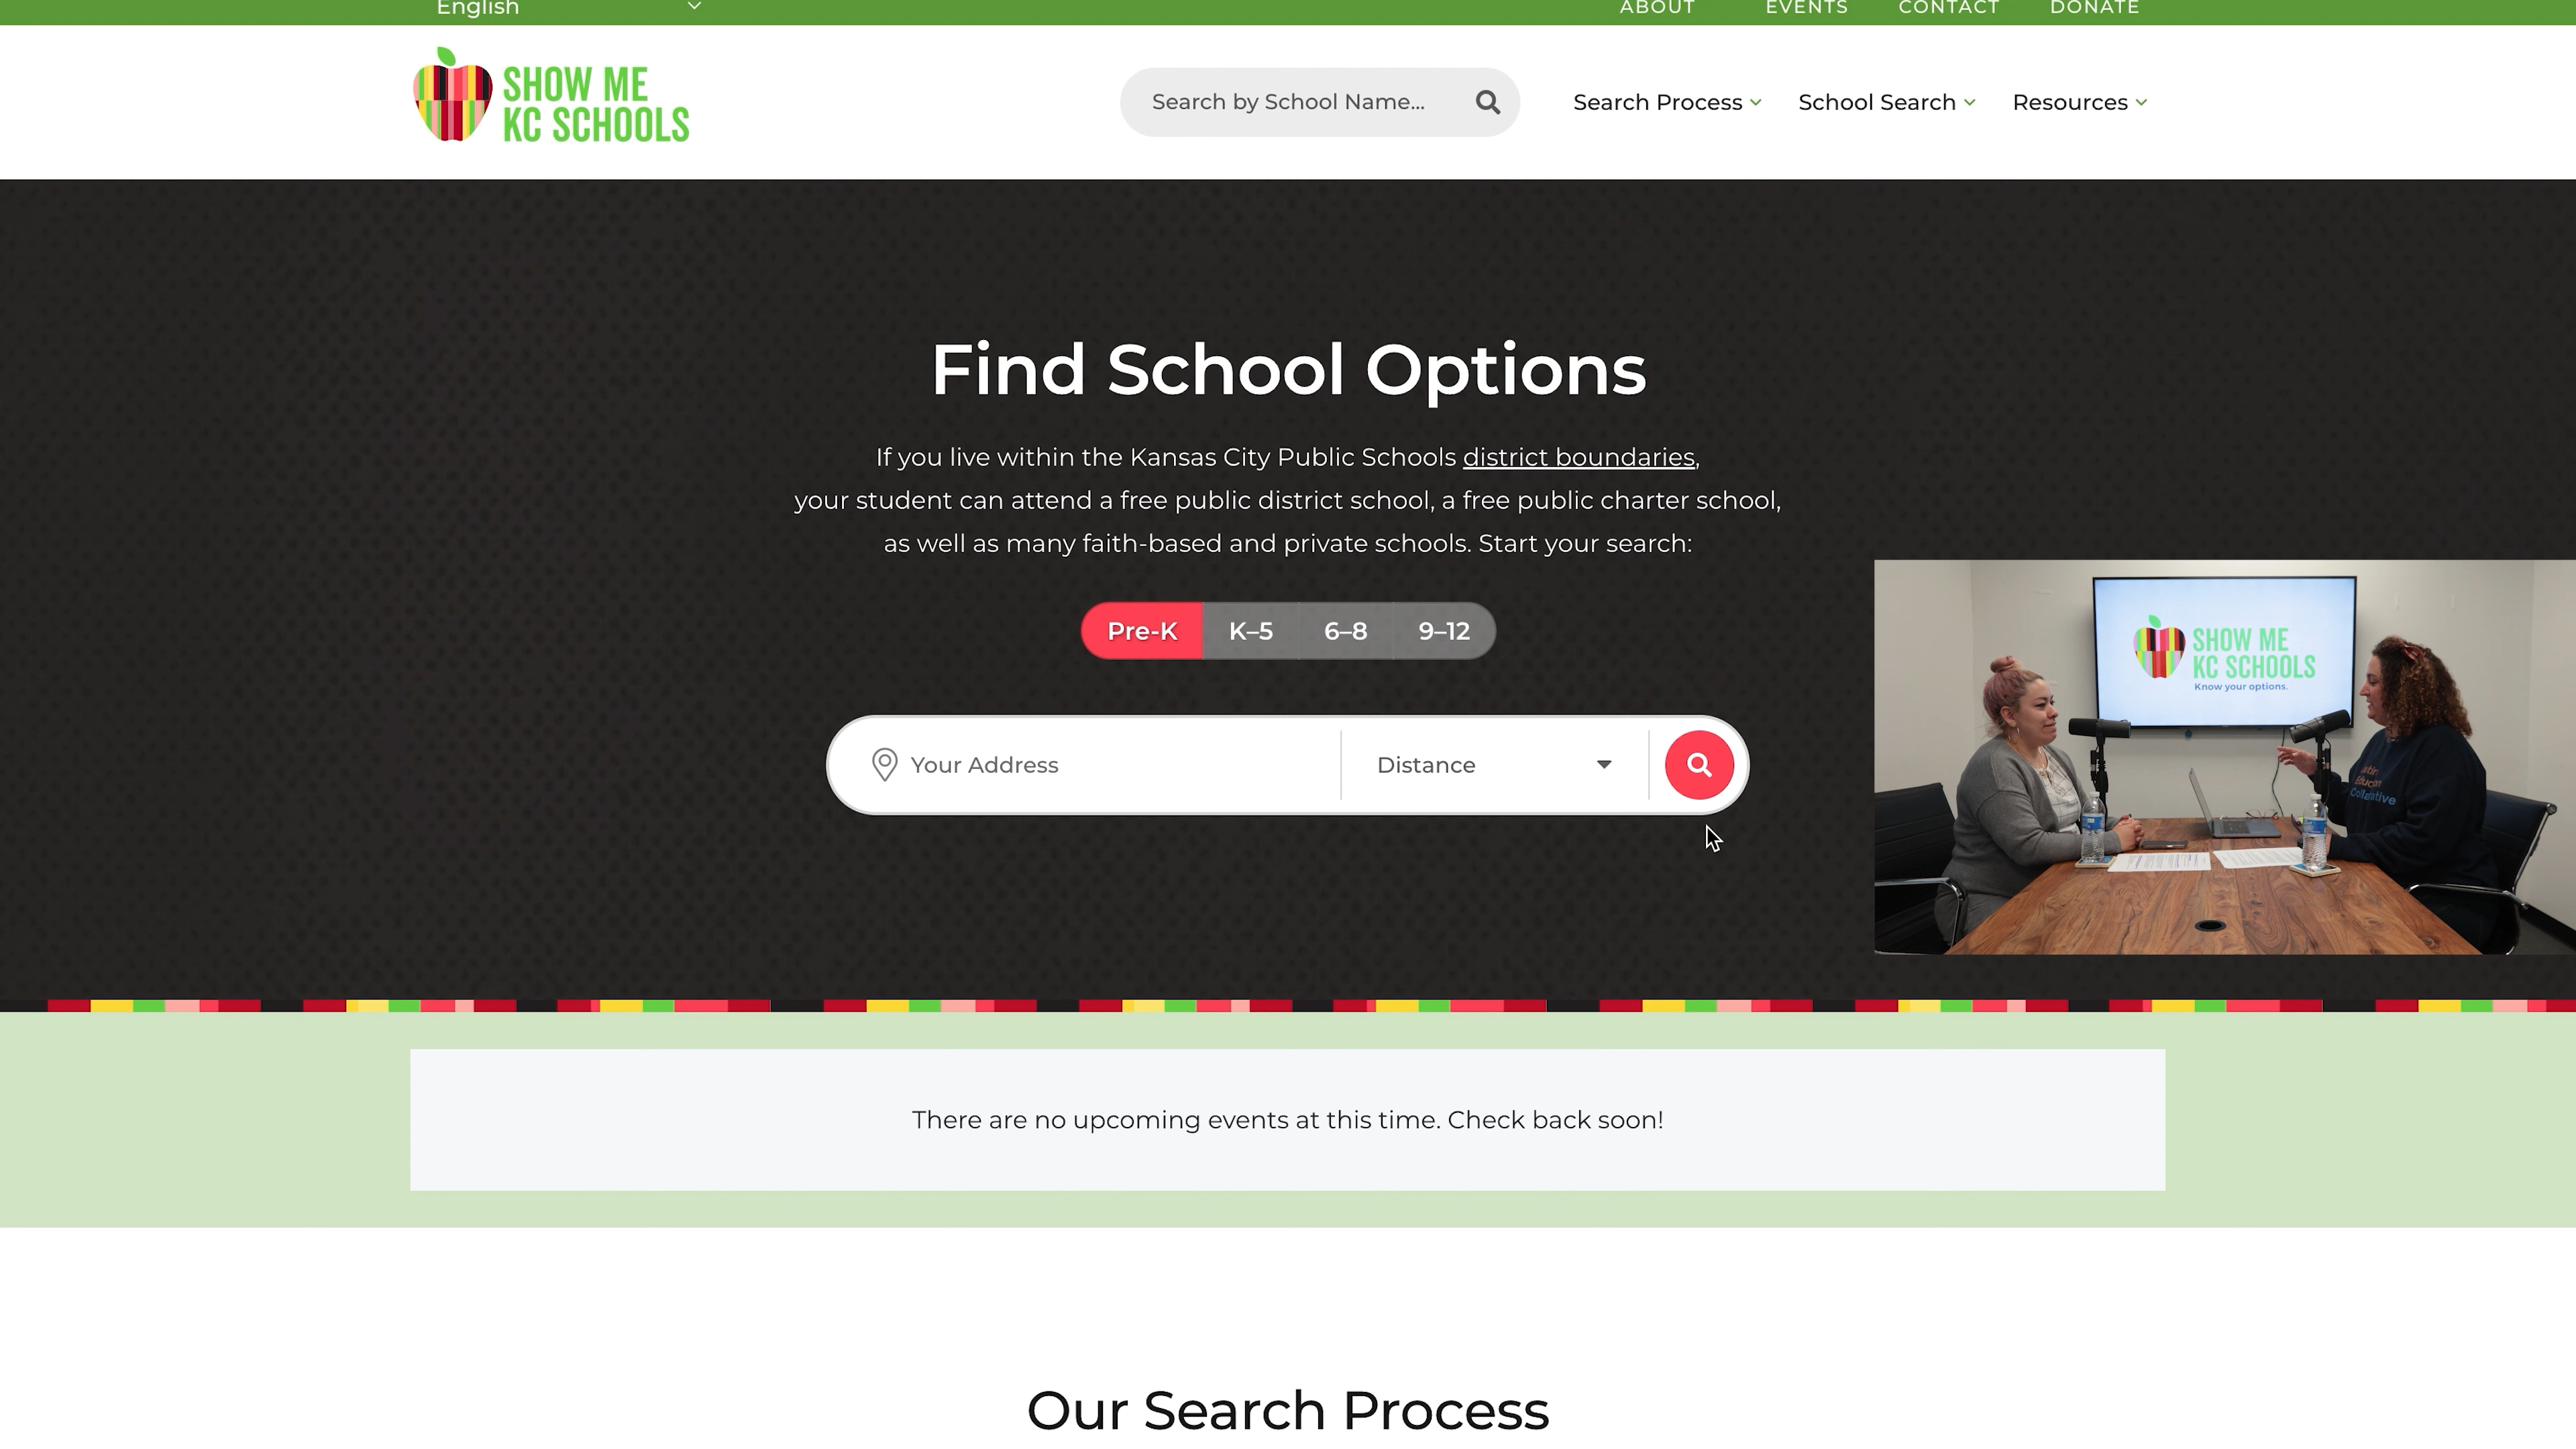 English
ABOUT
EVENTS
CONTACT
DONATE
SHOW ME
KC SCHOOLS
Search by School Name...
Search Process
School Search
Resources
Find School Options
If you live within the Kansas City Public Schools district boundaries,
your student can attend a free public district school, a free public charter school,
as well as many faith-based and private schools. Start your search:
Pre-K
K–5
6–8
9–12
Your Address
Distance
SHOW ME
KC SCHOOLS
Know your options.
Collaborative
There are no upcoming events at this time. Check back soon!
Our Search Process